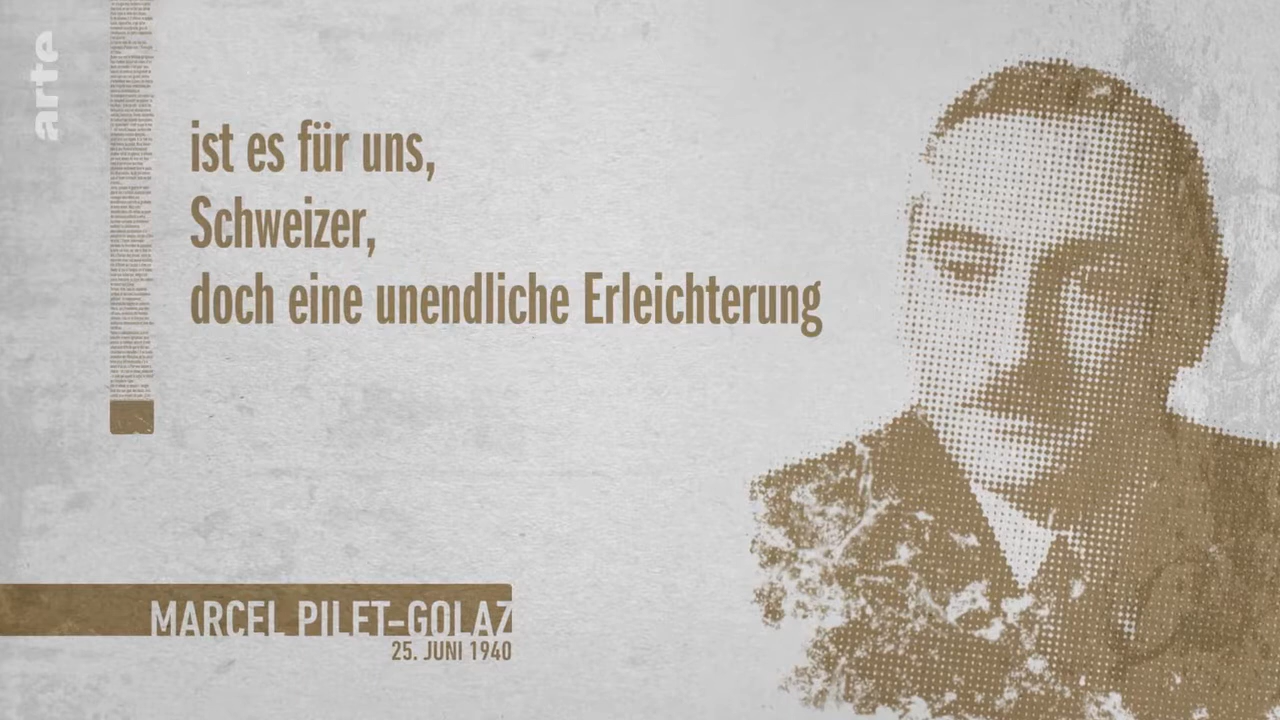 arte
ist es für uns,
Schweizer,
doch eine unendliche Erleichterung
MARCEL PILET-GOLAZ
25. JUNI 1940